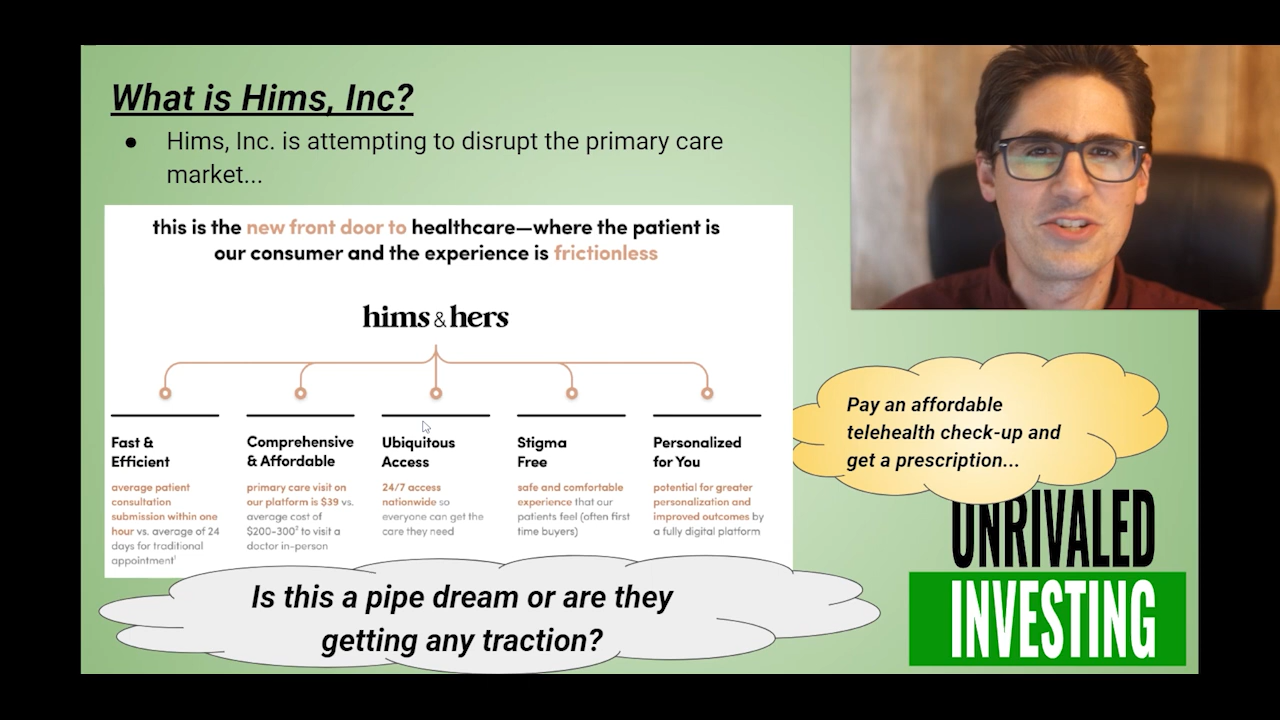 What is Hims, Inc?
● Hims, Inc. is attempting to disrupt the primary care
market...
this is the new front door to healthcare—where the patient is
our consumer and the experience is frictionless
hims & hers
Fast &
Efficient
average patient
consultation
submission within one
hour vs. average of 24
days for traditional
appointment¹
Comprehensive
& Affordable
primary care visit on
our platform is $39 vs.
average cost of
$200-300² to visit a
doctor in-person
Ubiquitous
Access
24/7 access
nationwide so
everyone can get the
care they need
Stigma
Free
safe and comfortable
experience that our
patients feel (often first
time buyers)
Personalized
for You
potential for greater
personalization and
improved outcomes by
a fully digital platform
Pay an affordable
telehealth check-up and
get a prescription...
Is this a pipe dream or are they
getting any traction?
UNRIVALED
INVESTING